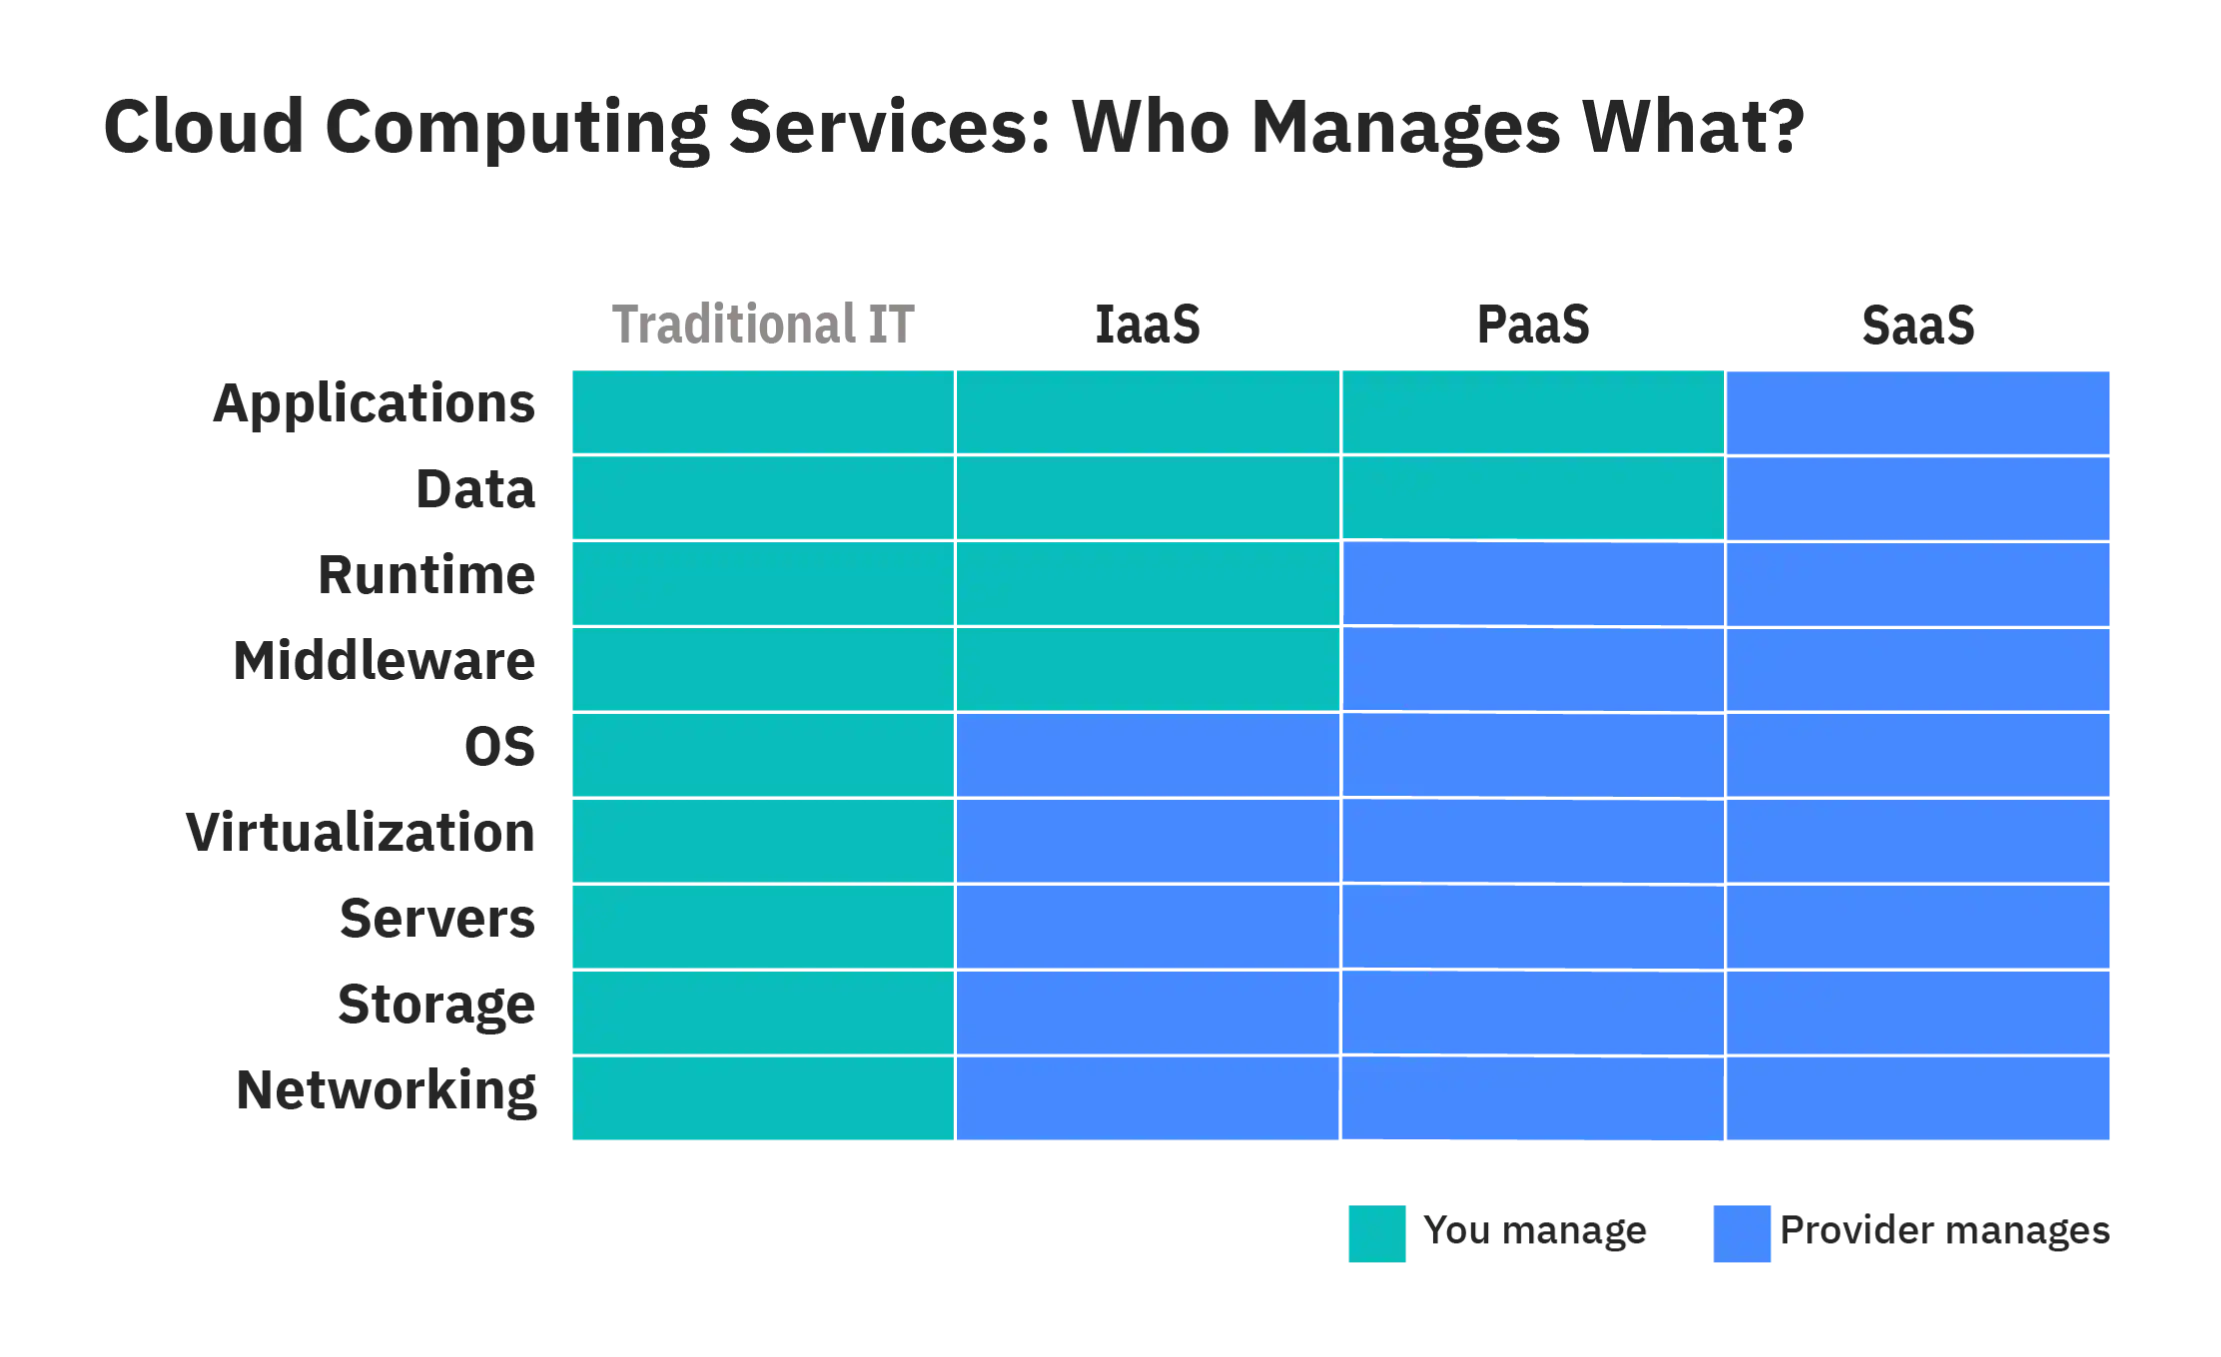 Cloud Computing Services: Who Manages What?
Traditional IT IaaS PaaS SaaS
Applications
Data
Runtime
Middleware
OS
Virtualization
Servers
Storage
Networking
You manage Provider manages